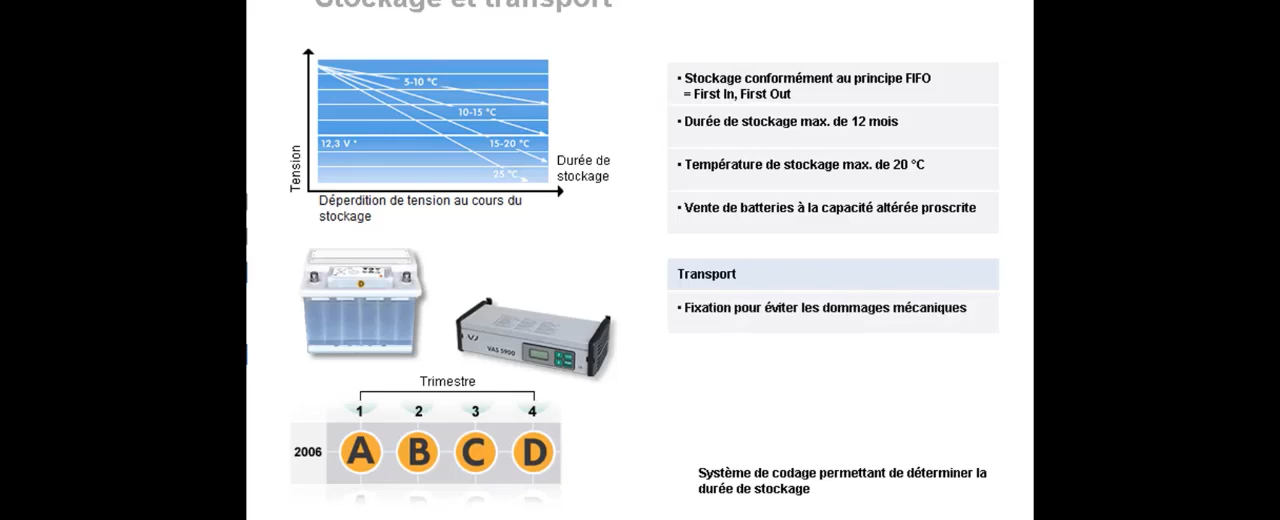 Stockage et transport
5-10 °C
10-15 °C
12,3 V *
15-20 °C
25 °C
Tension
Durée de
stockage
Déperdition de tension au cours du
stockage
▪ Stockage conformément au principe FIFO
= First In, First Out
▪ Durée de stockage max. de 12 mois
▪ Température de stockage max. de 20 °C
▪ Vente de batteries à la capacité altérée proscrite
Transport
▪ Fixation pour éviter les dommages mécaniques
VAS 5900
Trimestre
1 2 3 4
2006 A B C D
Système de codage permettant de déterminer la
durée de stockage